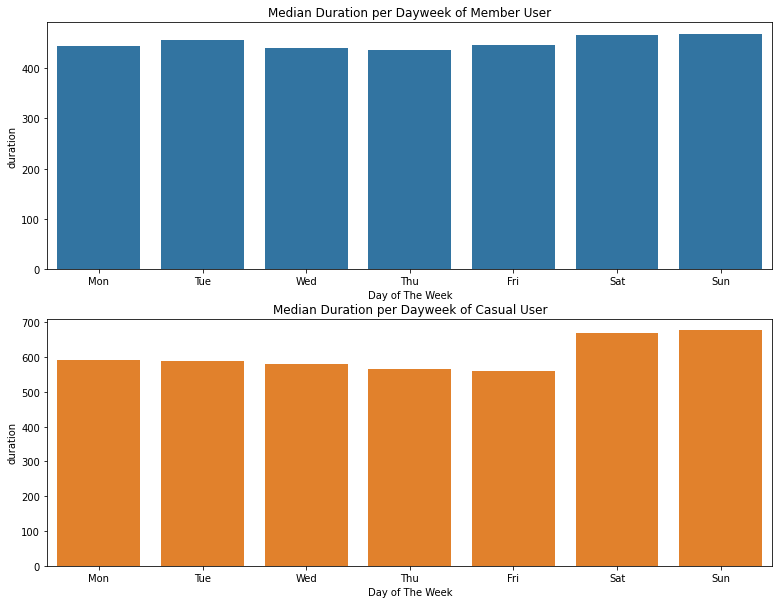 Median Duration per Dayweek of Member User
400
300
200
100
0
duration
Mon Tue Wed Thu Fri Sat Sun
Day of The Week
Median Duration per Dayweek of Casual User
700
600
500
400
300
200
100
0
duration
Mon Tue Wed Thu Fri Sat Sun
Day of The Week